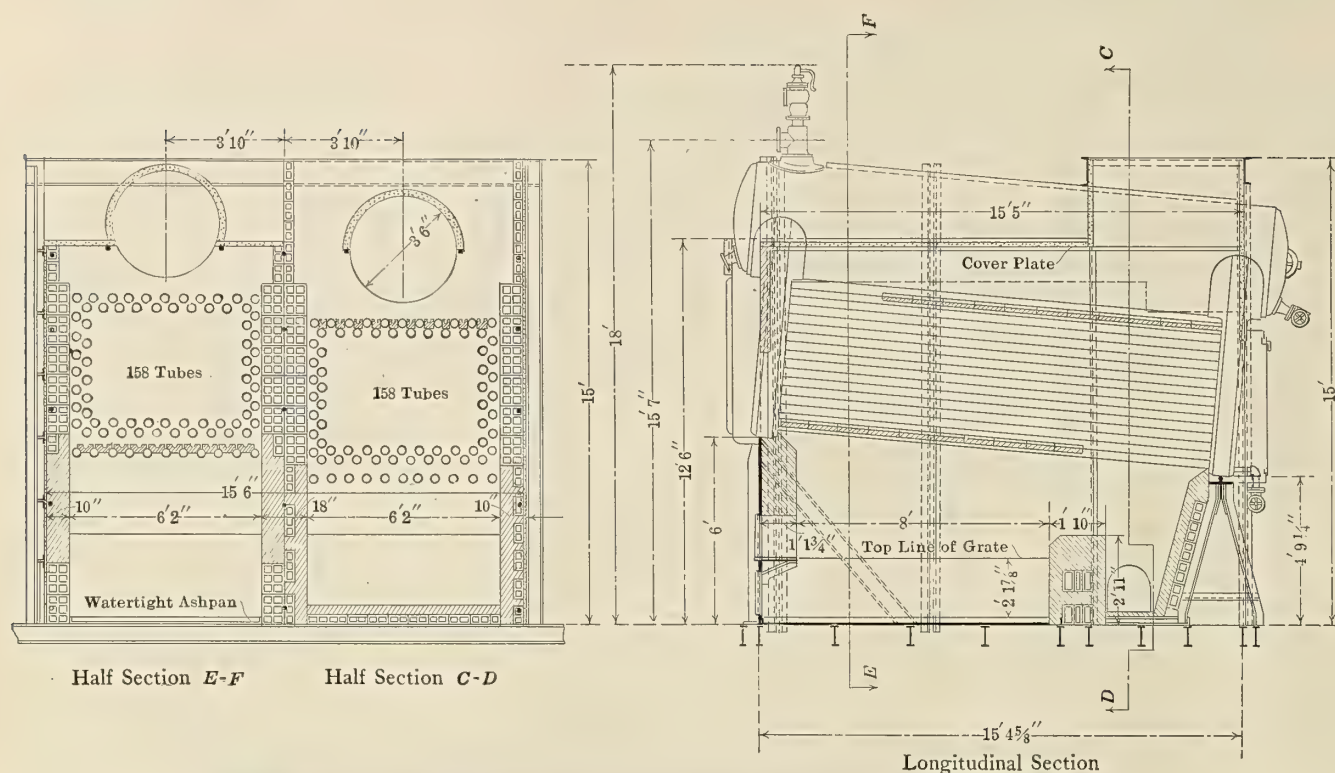 3′10″
3′10″
3′6″
158 Tubes
158 Tubes
15′6″
10″
6′2″
18″
6′2″
10″
Watertight Ashpan
15′
Half Section E-F
Half Section C-D
F
C
15′5″
Cover Plate
18′
15′7″
12′6″
6′
8′
1′10″
1′1¾″
Top Line of Grate
2′1⅞″
2′11″
4′9¼″
15′
E
D
15′4⅝″
Longitudinal Section